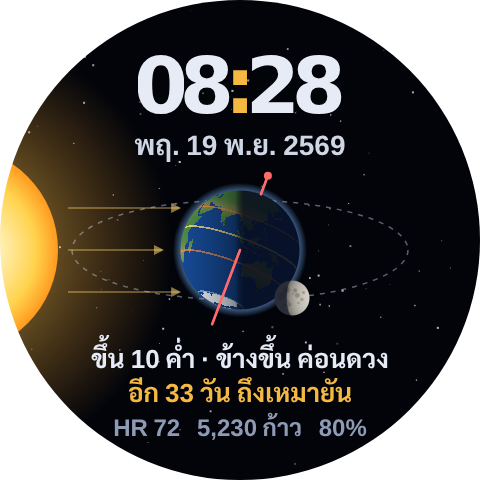 08:28
พฤ. 19 พ.ย. 2569
ขึ้น 10 ค่ำ · ข้างขึ้น ค่อนดวง
อีก 33 วัน ถึงเหมายัน
HR 72 5,230 ก้าว 80%